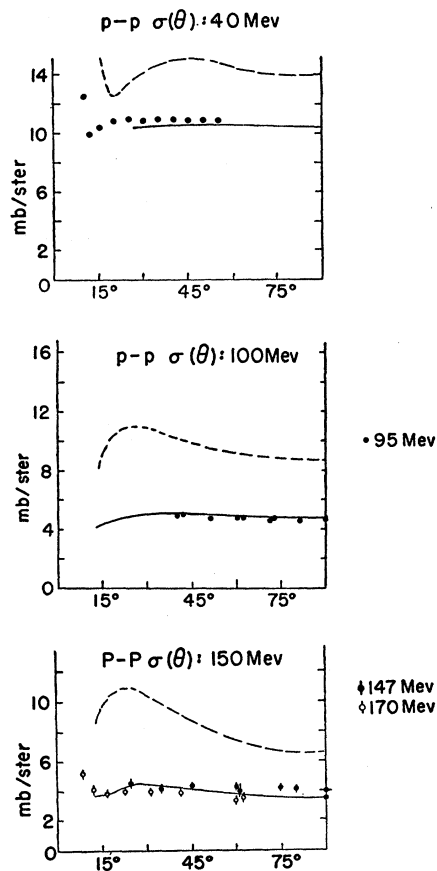 p-p σ(θ).:40 Mev
14
10
6
2
0
mb/ster
15° 45° 75°
p-p σ(θ):100Mev
16
12
8
4
0
mb/ster
15° 45° 75°
•95 Mev
P-P σ(θ): 150 Mev
10
8
4
2
0
mb/ster
15° 45° 75°
147 Mev
170 Mev